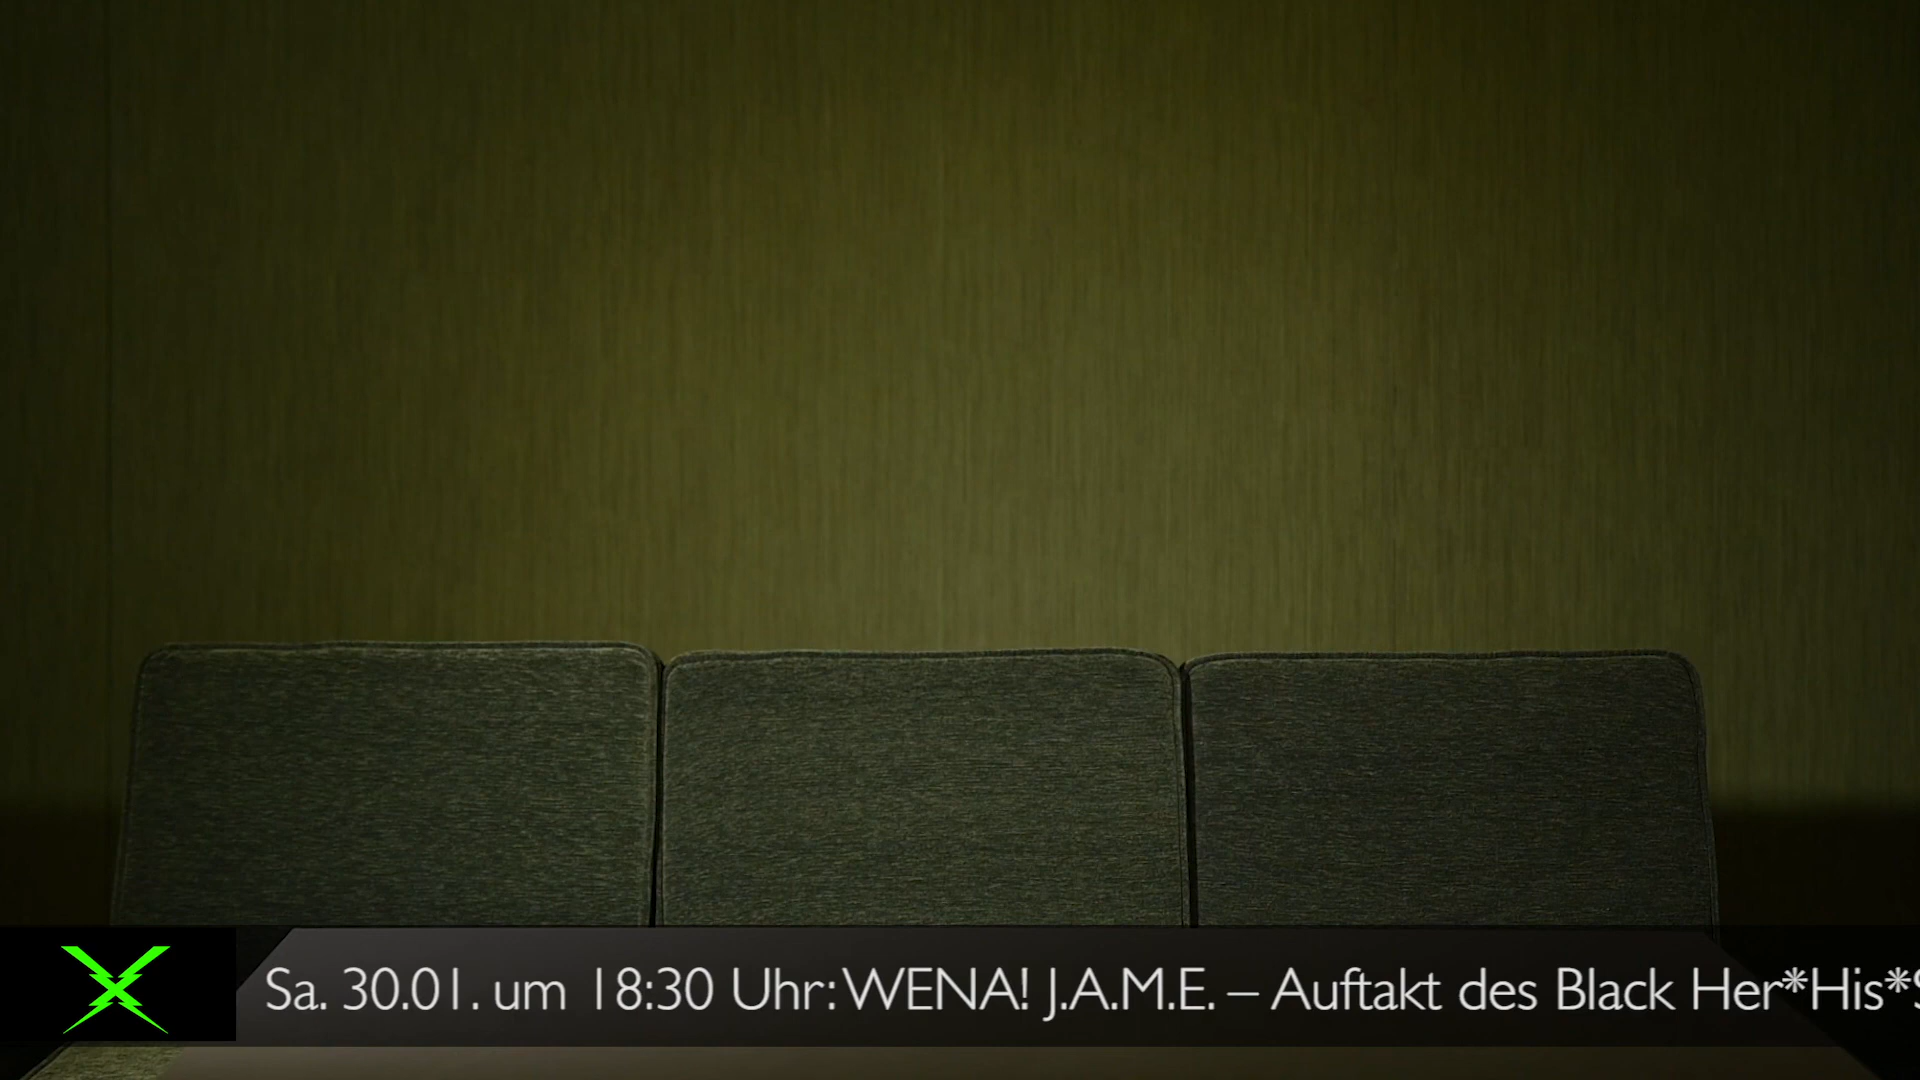 Sa. 30.01. um 18:30 Uhr: WENA! J.A.M.E. – Auftakt des Black Her*His*